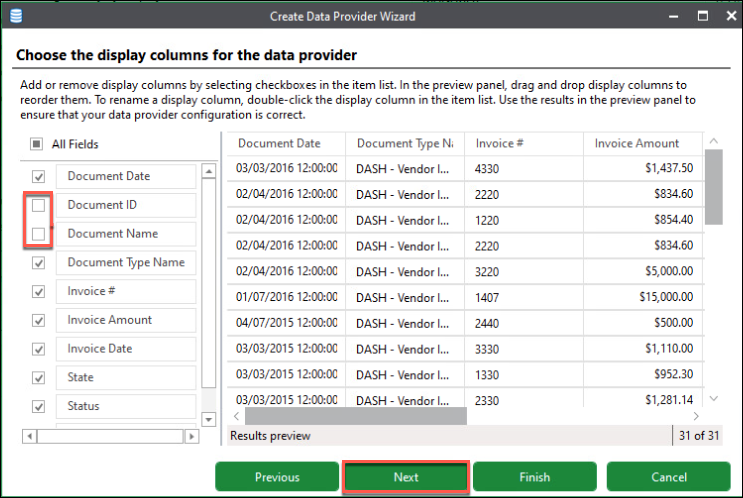 Create Data Provider Wizard
Choose the display columns for the data provider
Add or remove display columns by selecting checkboxes in the item list. In the preview panel, drag and drop display columns to
reorder them. To rename a display column, double-click the display column in the item list. Use the results in the preview panel to
ensure that your data provider configuration is correct.
All Fields
Document Date
Document ID
Document Name
Document Type Name
Invoice #
Invoice Amount
Invoice Date
State
Status
Document Date Document Type Na Invoice # Invoice Amount
03/03/2016 12:00:00 DASH - Vendor I... 4330 $1,437.50
02/04/2016 12:00:00 DASH - Vendor I... 2220 $834.60
02/04/2016 12:00:00 DASH - Vendor I... 1220 $854.40
02/04/2016 12:00:00 DASH - Vendor I... 2220 $834.60
02/04/2016 12:00:00 DASH - Vendor I... 3220 $5,000.00
01/07/2016 12:00:00 DASH - Vendor I... 1407 $15,000.00
04/07/2015 12:00:00 DASH - Vendor I... 2440 $500.00
03/03/2015 12:00:00 DASH - Vendor I... 3330 $1,110.00
03/03/2015 12:00:00 DASH - Vendor I... 1330 $952.30
03/03/2015 12:00:00 DASH - Vendor I... 2330 $1,281.14
Results preview 31 of 31
Previous Next Finish Cancel